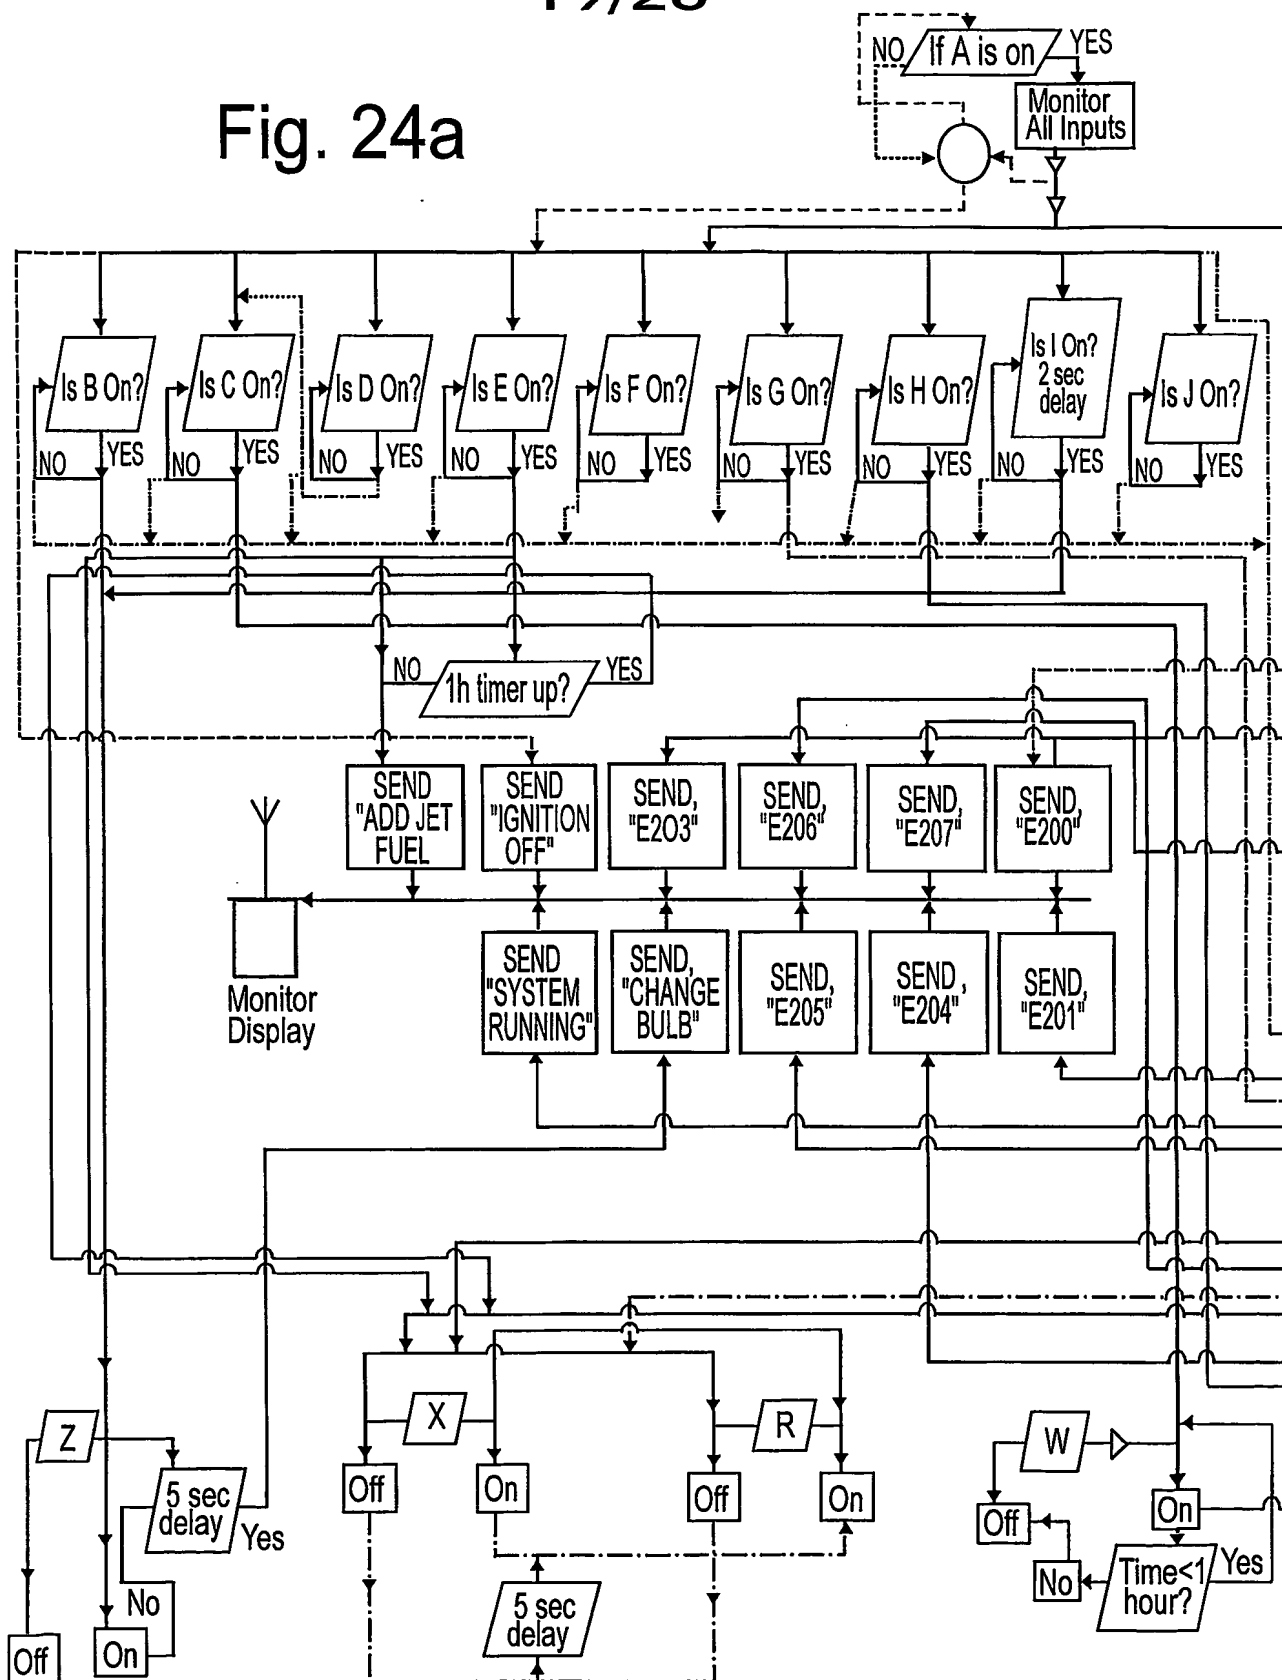 19/28
Fig. 24a
NO
If A is on
YES
Monitor
All Inputs
Is B On?
Is C On?
Is D On?
Is E On?
Is F On?
Is G On?
Is H On?
Is I On?
2 sec
delay
Is J On?
NO
YES
NO
YES
NO
YES
NO
YES
NO
YES
NO
YES
NO
YES
NO
YES
NO
YES
NO
1h timer up?
YES
SEND
"ADD JET
FUEL
SEND
"IGNITION
OFF"
SEND,
"E203"
SEND,
"E206"
SEND,
"E207"
SEND,
"E200"
Monitor
Display
SEND
"SYSTEM
RUNNING"
SEND,
"CHANGE
BULB"
SEND,
"E205"
SEND ,
"E204"
SEND,
"E201"
Z
5 sec
delay
Yes
No
Off
On
X
Off
On
R
Off
On
5 sec
delay
W
Off
On
No
Time<1
hour?
Yes